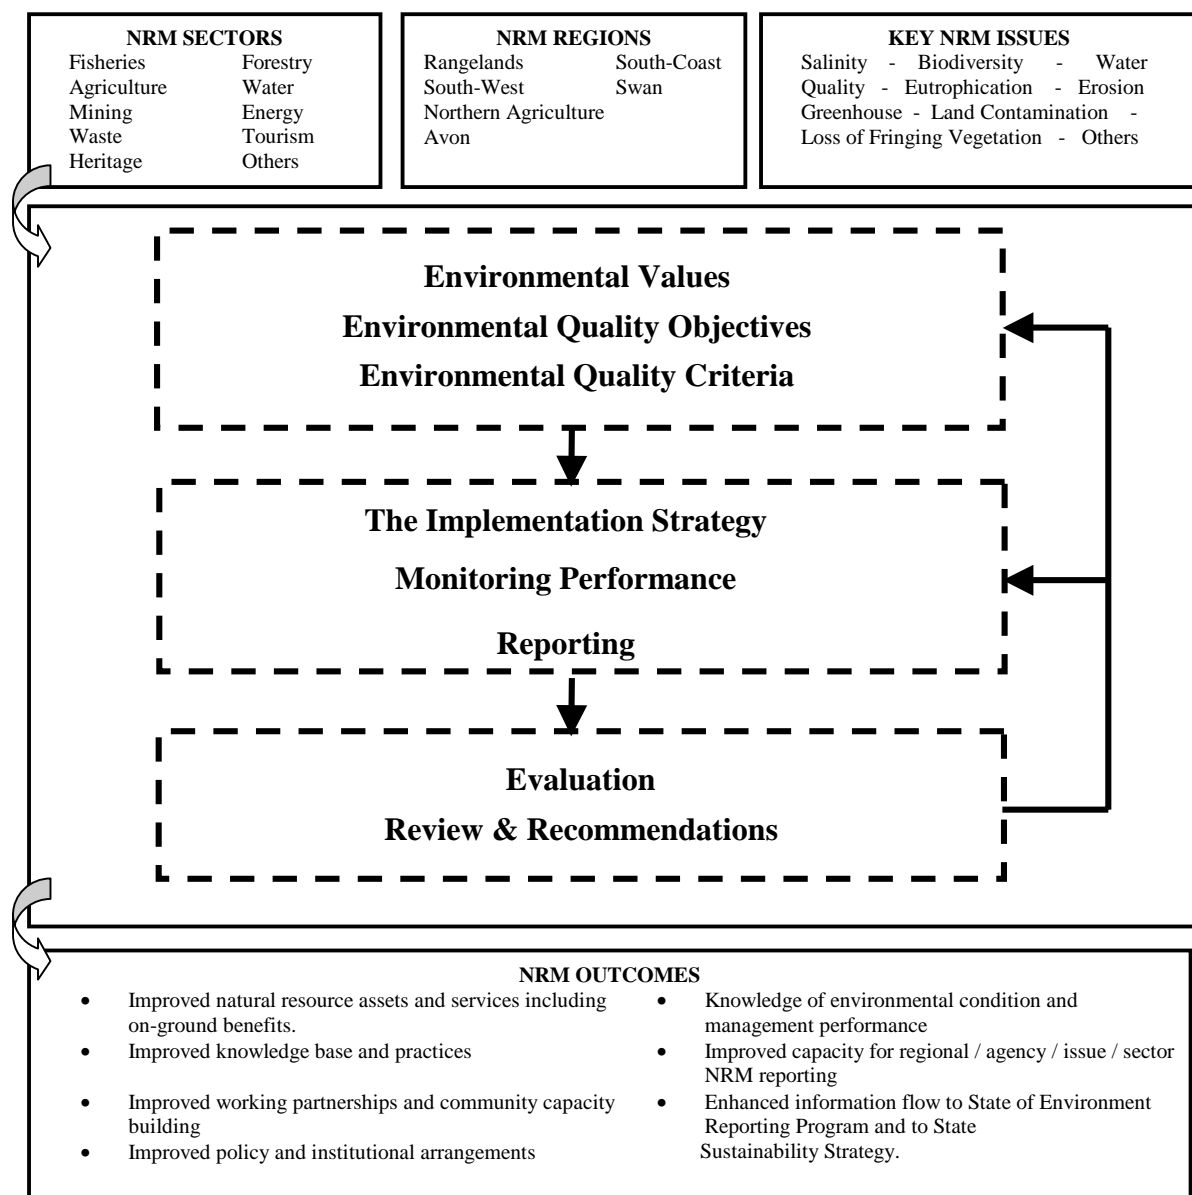 NRM SECTORS
Fisheries Forestry
Agriculture Water
Mining Energy
Waste Tourism
Heritage Others
NRM REGIONS
Rangelands South-Coast
South-West Swan
Northern Agriculture
Avon
KEY NRM ISSUES
Salinity - Biodiversity - Water
Quality - Eutrophication - Erosion
Greenhouse - Land Contamination -
Loss of Fringing Vegetation - Others
Environmental Values
Environmental Quality Objectives
Environmental Quality Criteria
The Implementation Strategy
Monitoring Performance
Reporting
Evaluation
Review & Recommendations
NRM OUTCOMES
• Improved natural resource assets and services including
on-ground benefits.
• Improved knowledge base and practices
• Improved working partnerships and community capacity
building
• Improved policy and institutional arrangements
• Knowledge of environmental condition and
management performance
• Improved capacity for regional / agency / issue / sector
NRM reporting
• Enhanced information flow to State of Environment
Reporting Program and to State
Sustainability Strategy.